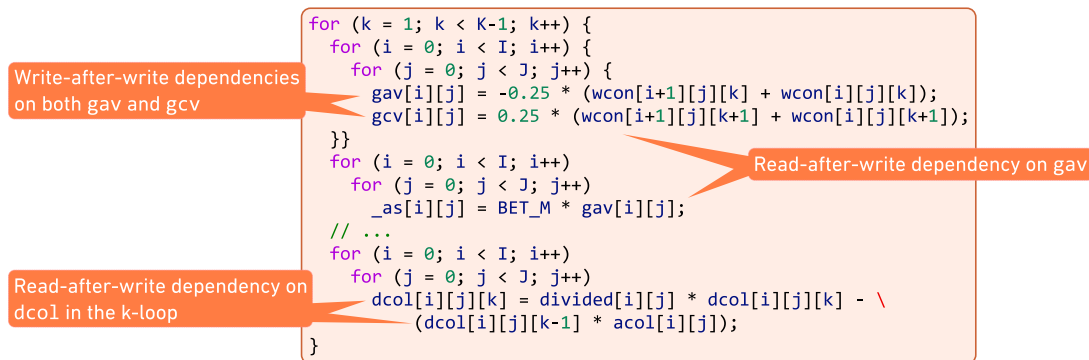 for (k = 1; k < K-1; k++) {
  for (i = 0; i < I; i++) {
    for (j = 0; j < J; j++) {
      gav[i][j] = -0.25 * (wcon[i+1][j][k] + wcon[i][j][k]);
      gcv[i][j] = 0.25 * (wcon[i+1][j][k+1] + wcon[i][j][k+1]);
  }}
  for (i = 0; i < I; i++)
    for (j = 0; j < J; j++)
      _as[i][j] = BET_M * gav[i][j];
  // ...
  for (i = 0; i < I; i++)
    for (j = 0; j < J; j++)
      dcol[i][j][k] = divided[i][j] * dcol[i][j][k] - \
         (dcol[i][j][k-1] * acol[i][j]);
}
Write-after-write dependencies
on both gav and gcv
Read-after-write dependency on gav
Read-after-write dependency on
dcol in the k-loop